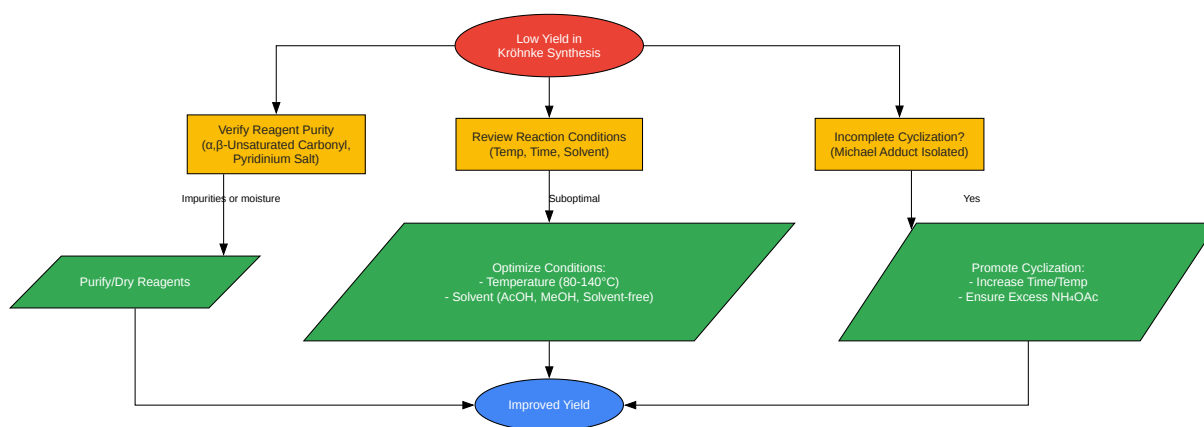 Low Yield in
Kröhnke Synthesis
Verify Reagent Purity
(α,β-Unsaturated Carbonyl,
Pyridinium Salt)
Review Reaction Conditions
(Temp, Time, Solvent)
Incomplete Cyclization?
(Michael Adduct Isolated)
Impurities or moisture
Suboptimal
Yes
Purify/Dry Reagents
Optimize Conditions:
- Temperature (80-140°C)
- Solvent (AcOH, MeOH, Solvent-free)
Promote Cyclization:
- Increase Time/Temp
- Ensure Excess NH₄OAc
Improved Yield